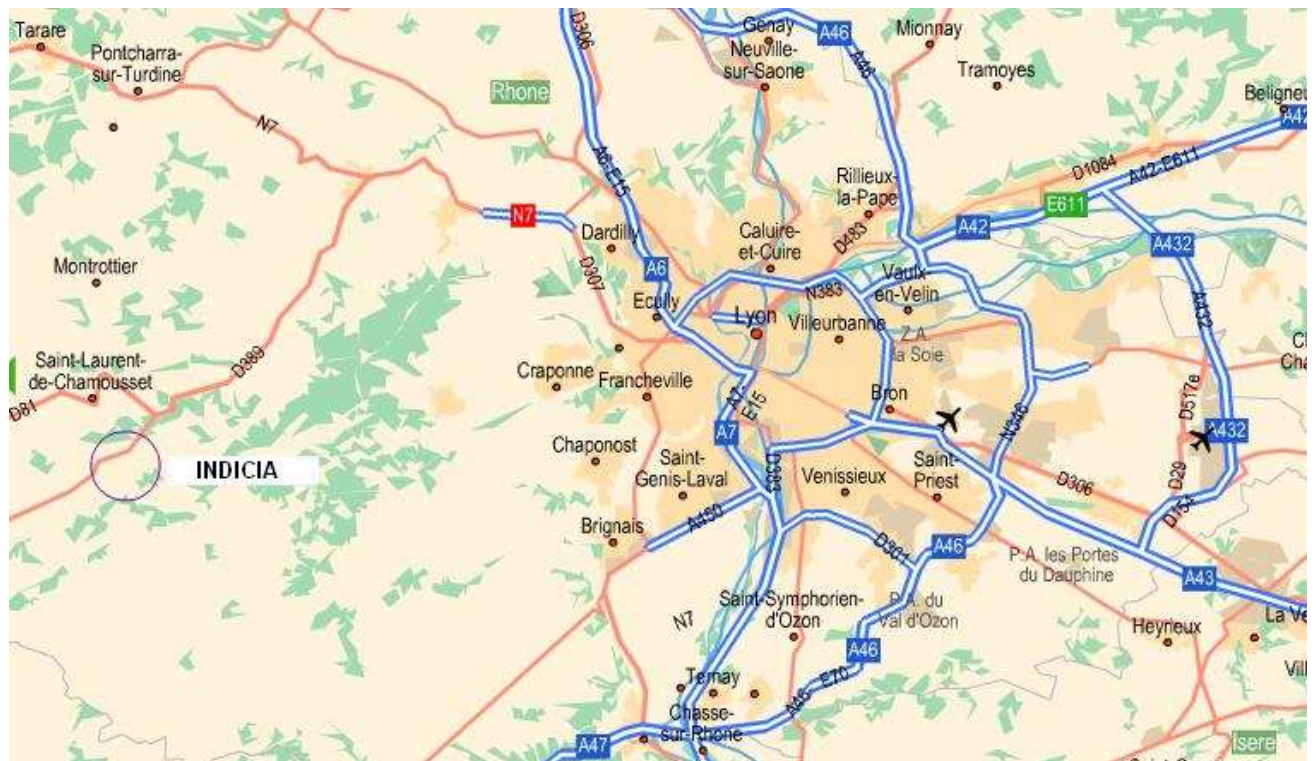 Tarare
Pontcharra-
sur-Turdine
N7
Rhone
D306
Genay
Neuville-
sur-Saone
A46
A46
Mionnay
Tramoyes
A42
A6-E15
Rillieux-
la-Pape
D1084
A42-E611
E611
N7
Dardilly
Caluire-
et-Cuire
D483
A42
A432
Montrottier
D307
A6
Ecully
N383
Vaulx-
en-Velin
A432
Lyon
Villeurbanne
Z.A.
la Soie
Saint-Laurent-
de-Chamousset
D389
Craponne
Francheville
A7
E15
Bron
D517e
D81
N346
A432
Chaponost
A7
INDICIA
Saint-
Genis-Laval
D383
Venissieux
Saint-
Priest
D306
D29
D154
Brignais
A450
D301
A46
P.A. les Portes
du Dauphine
A43
Saint-Symphorien-
d'Ozon
P.A. du
Val d'Ozon
N7
Heyrieux
La Ve
A46
Vill
Ternay
A46-
E70
Chasse-
sur-Rhone
A47
Isere